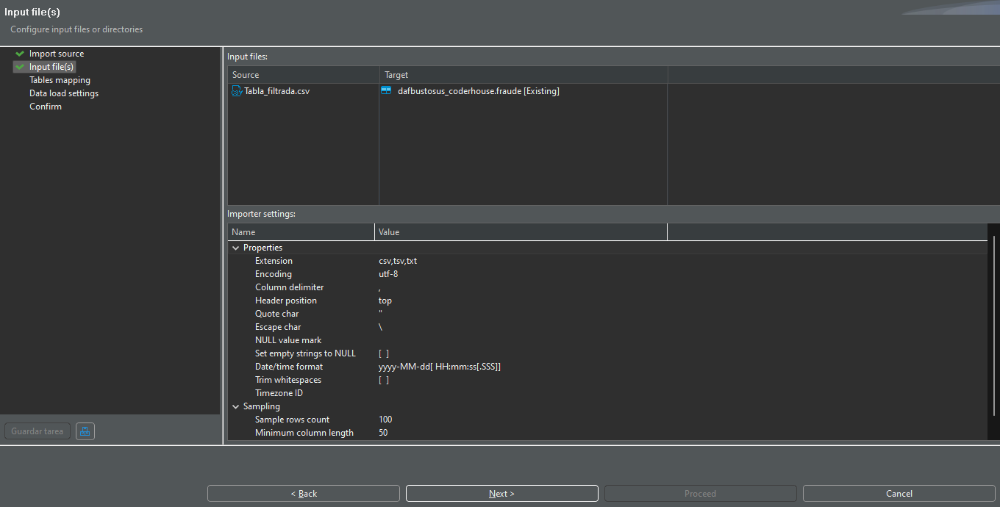 Input file(s)
Configure input files or directories
Import source
Input file(s)
Tables mapping
Data load settings
Confirm
Guardar tarea
Input files:
Source Target
Tabla_filtrada.csv dafbustosus_coderhouse.fraude [Existing]
Importer settings:
Name Value
Properties
Extension csv,tsv,txt
Encoding utf-8
Column delimiter ,
Header position top
Quote char "
Escape char \
NULL value mark
Set empty strings to NULL [ ]
Date/time format yyyy-MM-dd[ HH:mm:ss[.SSS]]
Trim whitespaces [ ]
Timezone ID
Sampling
Sample rows count 100
Minimum column length 50
< Back Next > Proceed Cancel